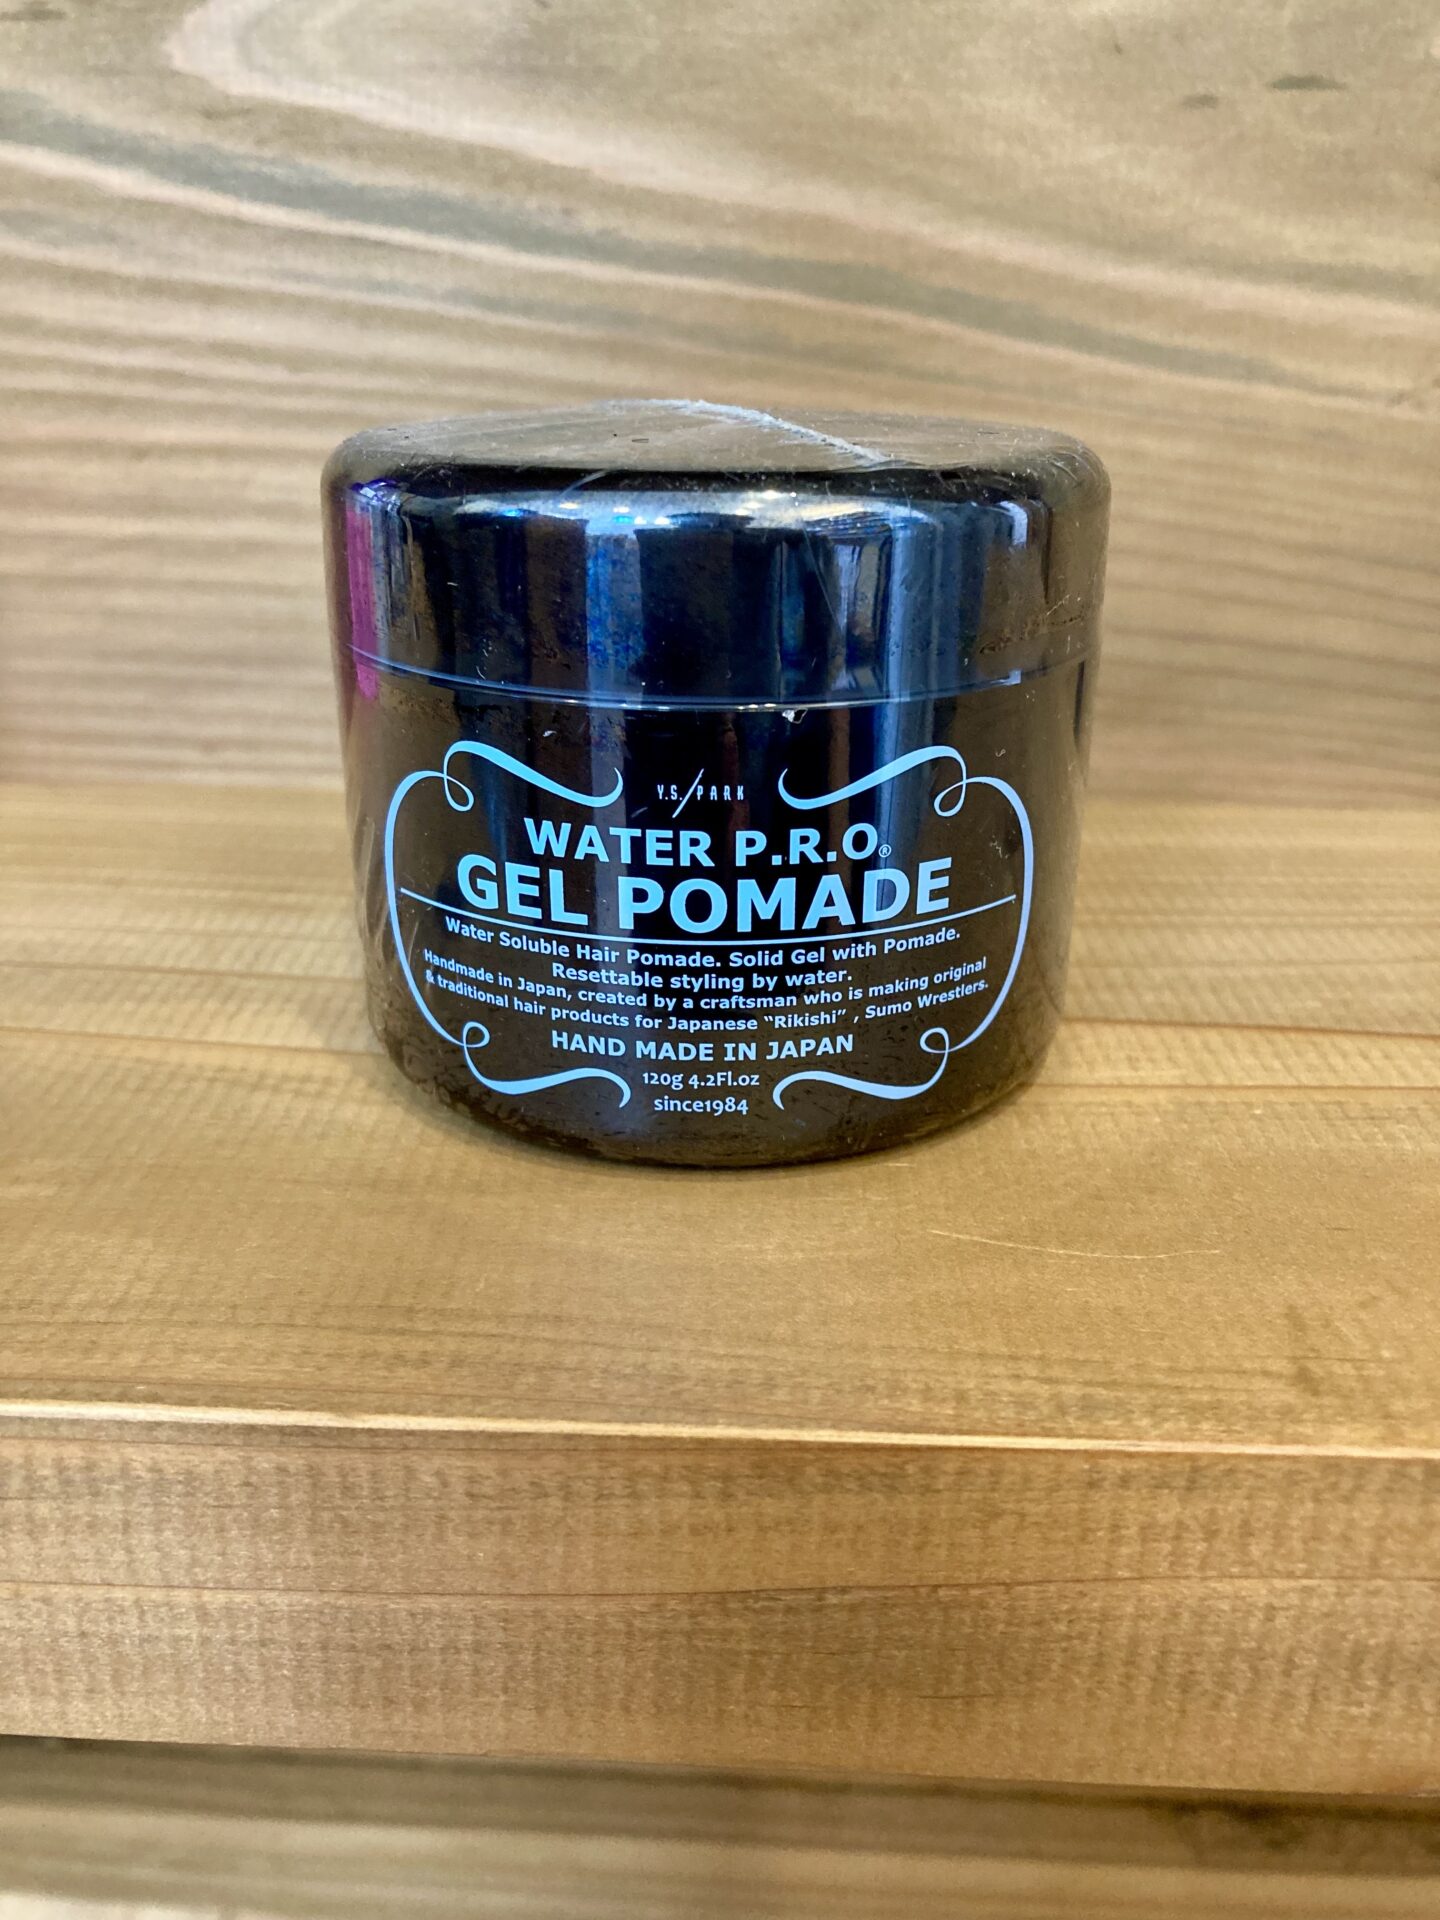 Y.S./PARK
WATER P.R.O®
GEL POMADE
Water Soluble Hair Pomade. Solid Gel with Pomade.
Resettable styling by water.
Handmade in Japan, created by a craftsman who is making original
& traditional hair products for Japanese “Rikishi” , Sumo Wrestlers.
HAND MADE IN JAPAN
120g 4.2Fl.oz
since1984